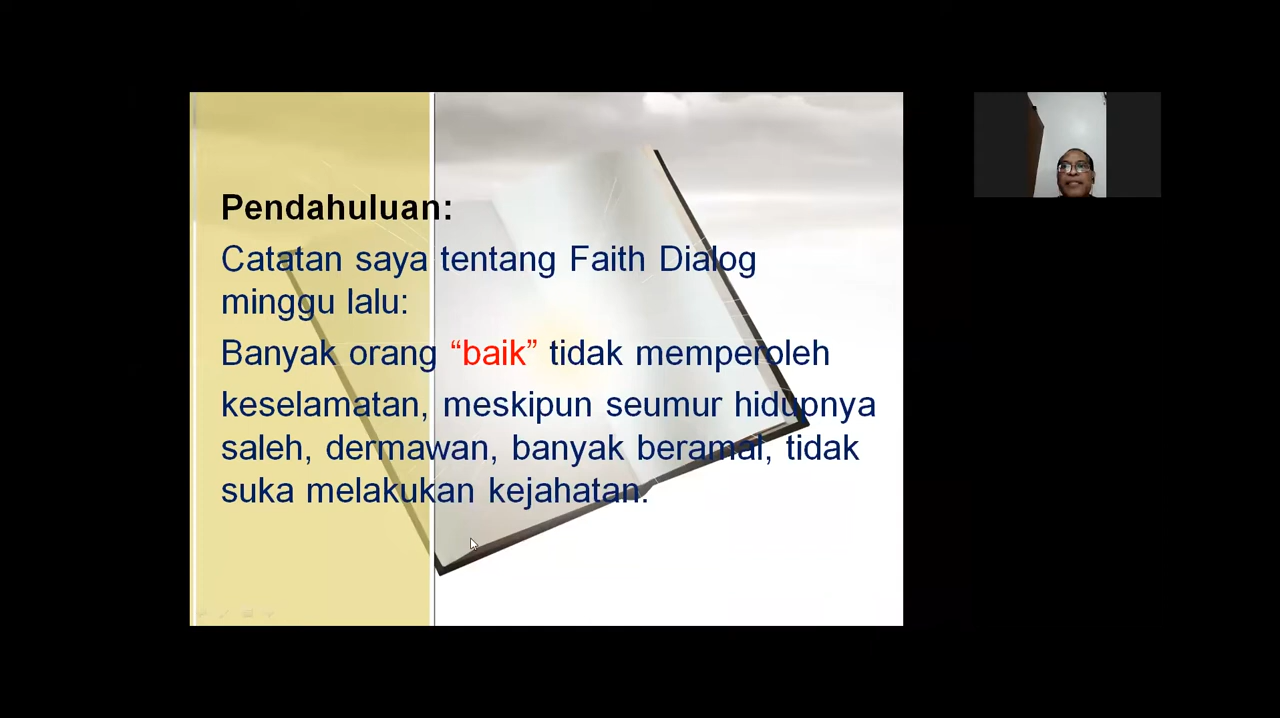 Pendahuluan:
Catatan saya tentang Faith Dialog
minggu lalu:
Banyak orang “baik” tidak memperoleh
keselamatan, meskipun seumur hidupnya
saleh, dermawan, banyak beramal, tidak
suka melakukan kejahatan.